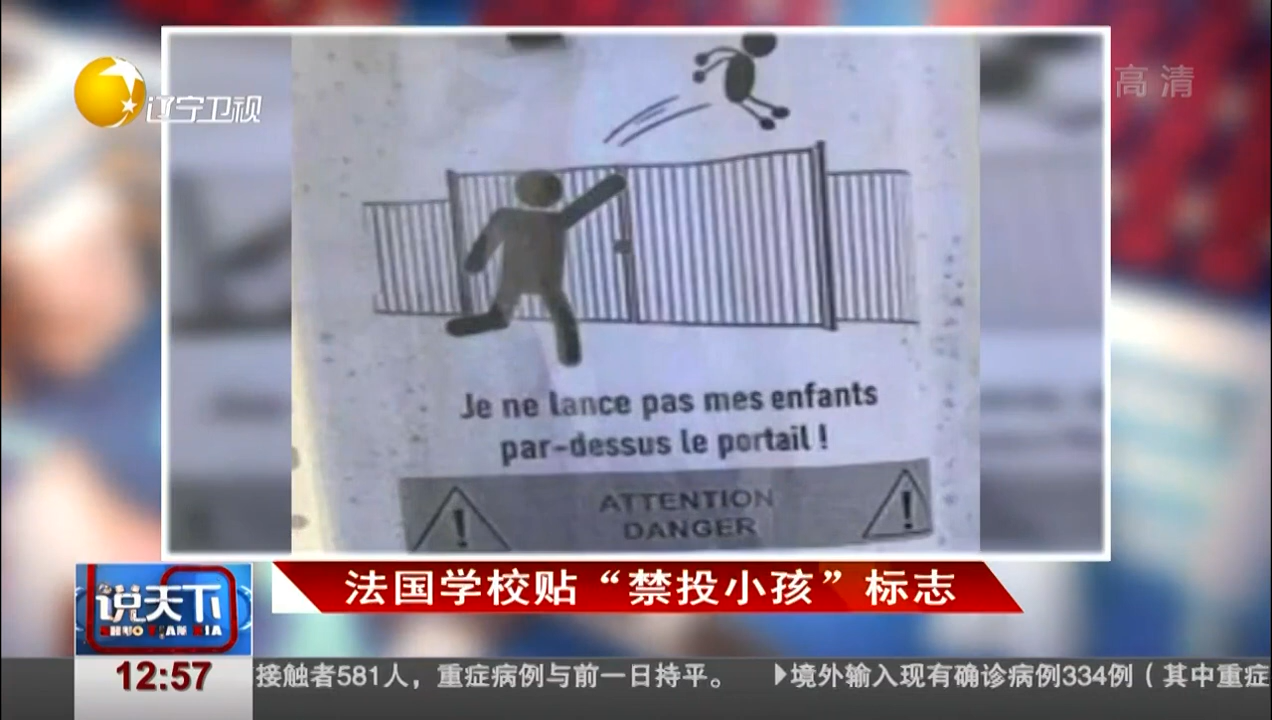 辽宁卫视
高清
Je ne lance pas mes enfants
par-dessus le portail !
ATTENTION
DANGER
法国学校贴“禁投小孩”标志
说天下
SHUO TIAN XIA
12:57
接触者581人，重症病例与前一日持平。 ▶境外输入现有确诊病例334例（其中重症